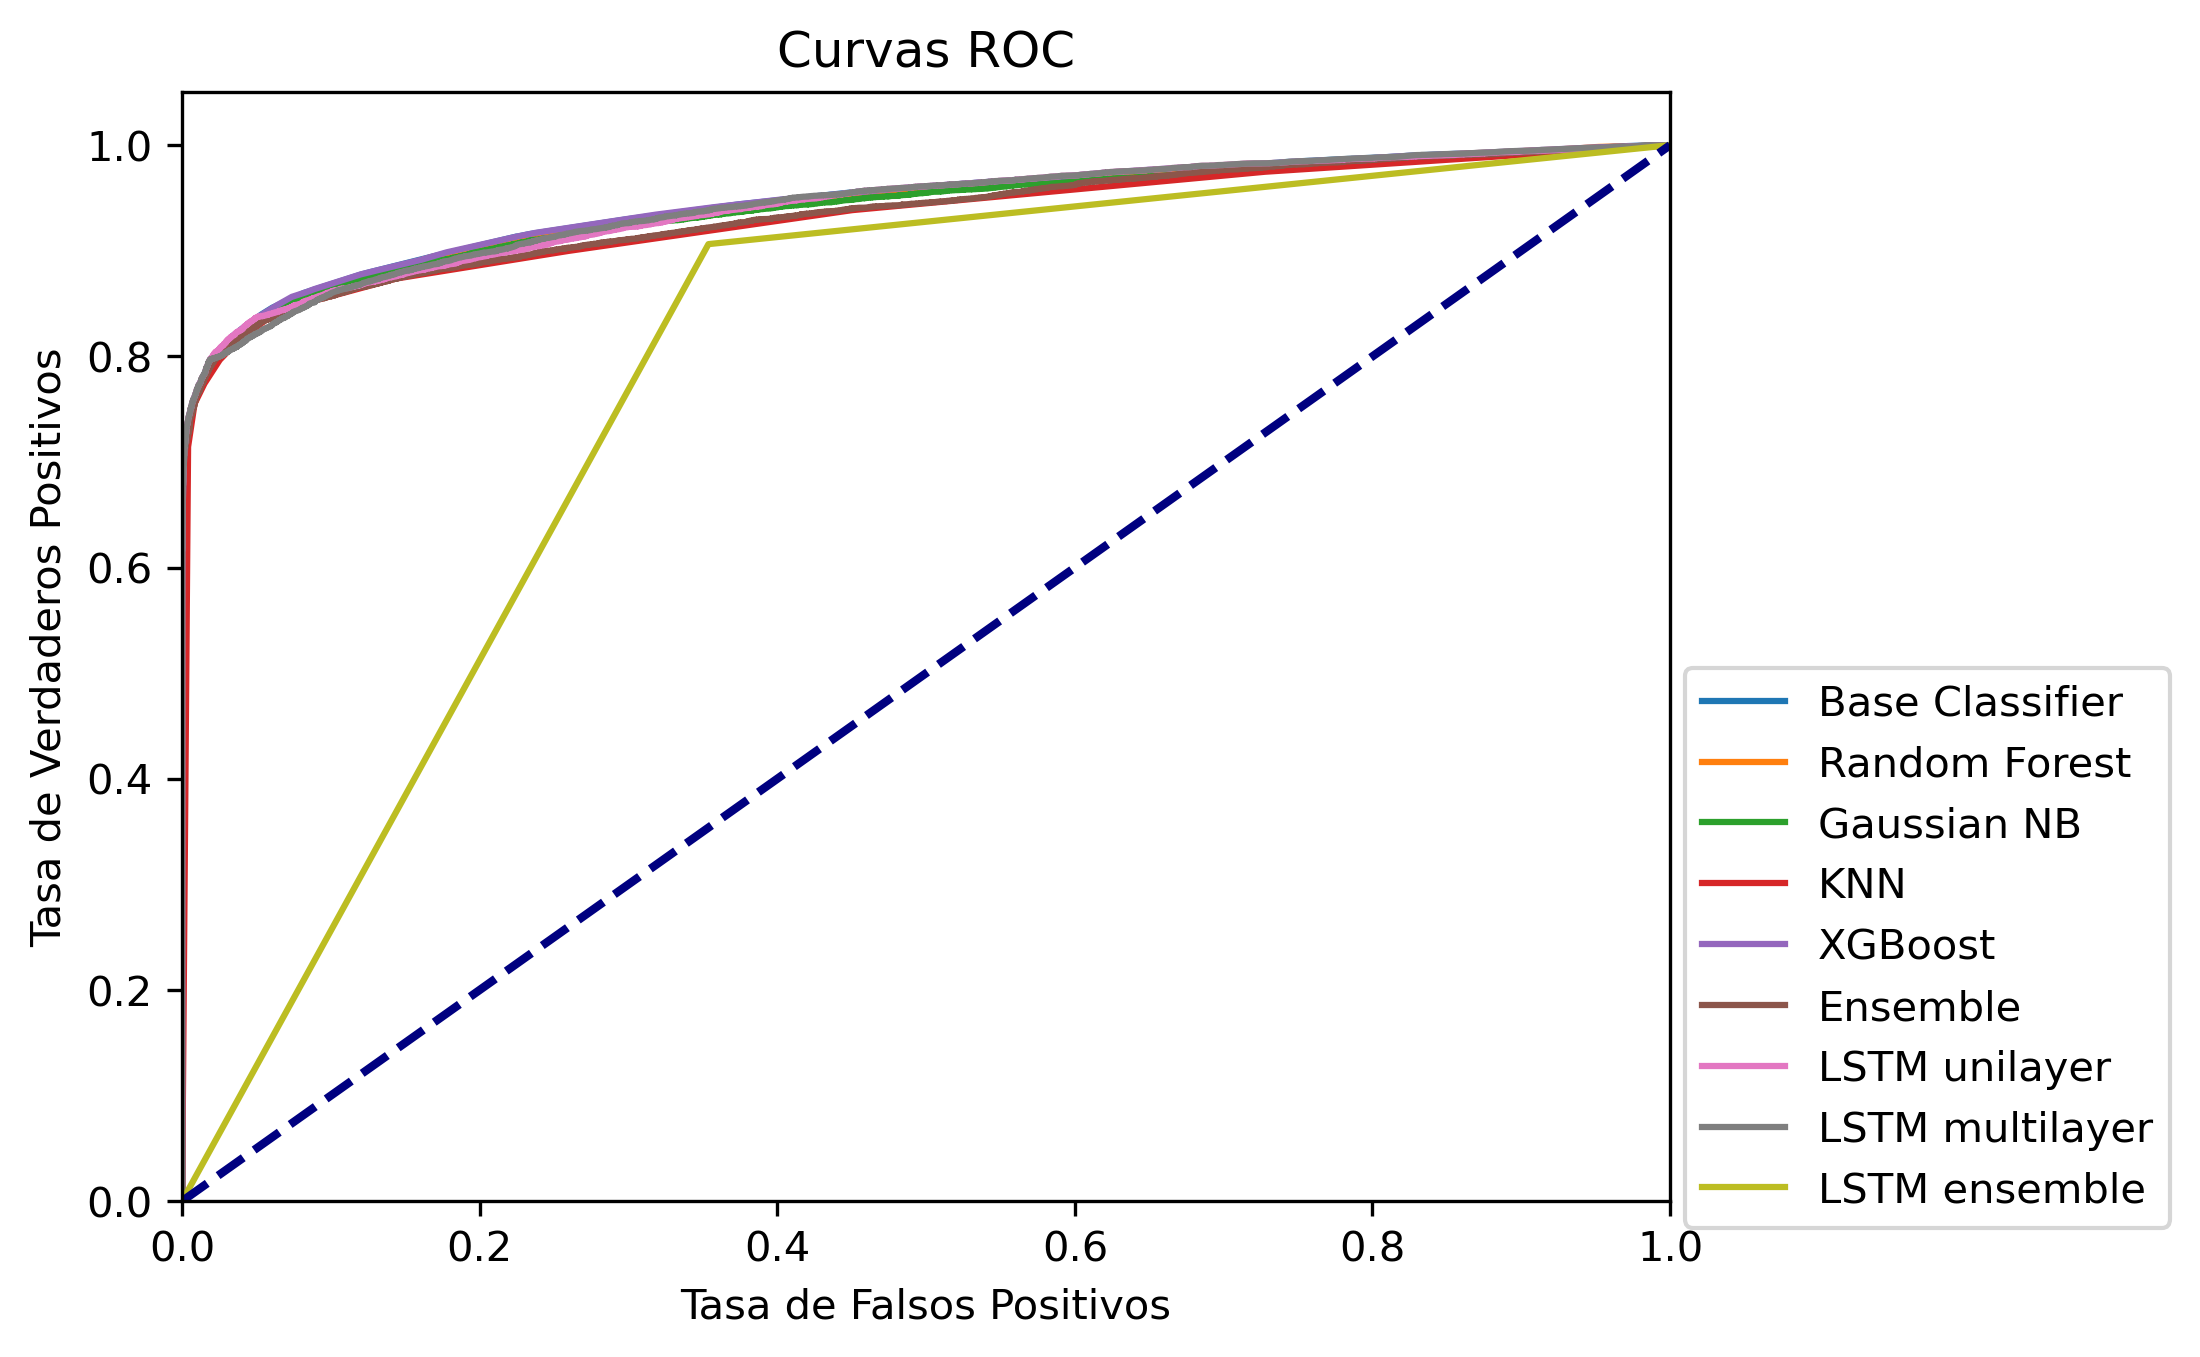 Curvas ROC
1.0
0.8
0.6
0.4
0.2
0.0
Tasa de Verdaderos Positivos
0.0 0.2 0.4 0.6 0.8 1.0
Tasa de Falsos Positivos
Base Classifier
Random Forest
Gaussian NB
KNN
XGBoost
Ensemble
LSTM unilayer
LSTM multilayer
LSTM ensemble